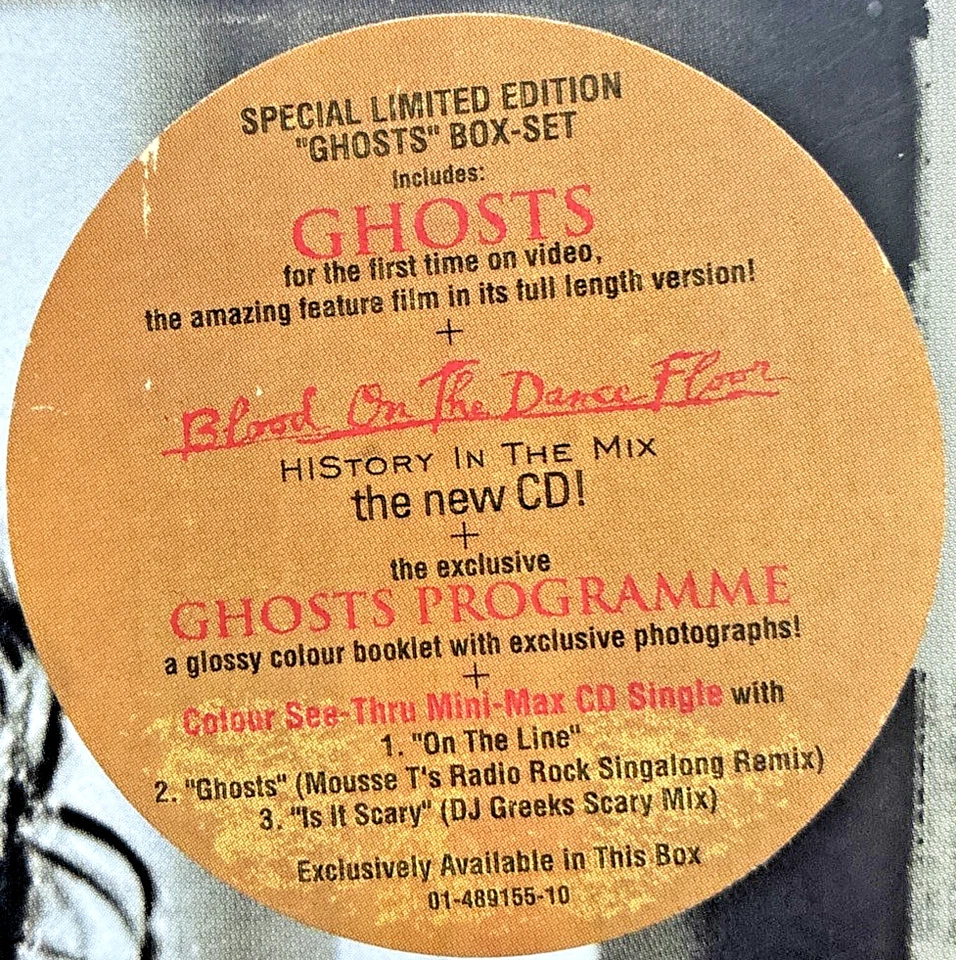 SPECIAL LIMITED EDITION
"GHOSTS" BOX-SET
includes:
GHOSTS
for the first time on video,
the amazing feature film in its full length version!
+
Blood On The Dance Floor
HIStory In The Mix
the new CD!
+
the exclusive
GHOSTS PROGRAMME
a glossy colour booklet with exclusive photographs!
+
Colour See-Thru Mini-Max CD Single with
1. "On The Line"
2. "Ghosts" (Mousse T's Radio Rock Singalong Remix)
3. "Is It Scary" (DJ Greeks Scary Mix)
Exclusively Available in This Box
01-489155-10